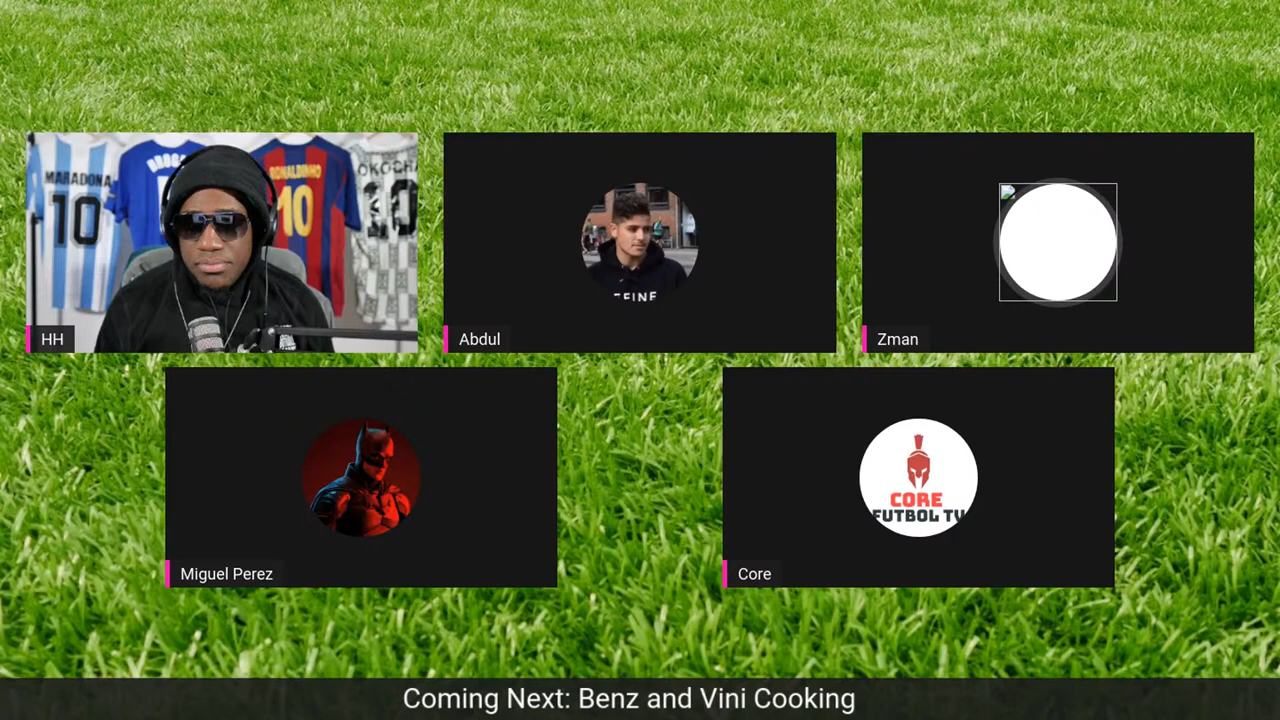 MARADONA
10
RONALDINHO
10
OKOCHA
10
HH
Abdul
Zman
Miguel Perez
CORE
FUTBOL TV
Core
Coming Next: Benz and Vini Cooking